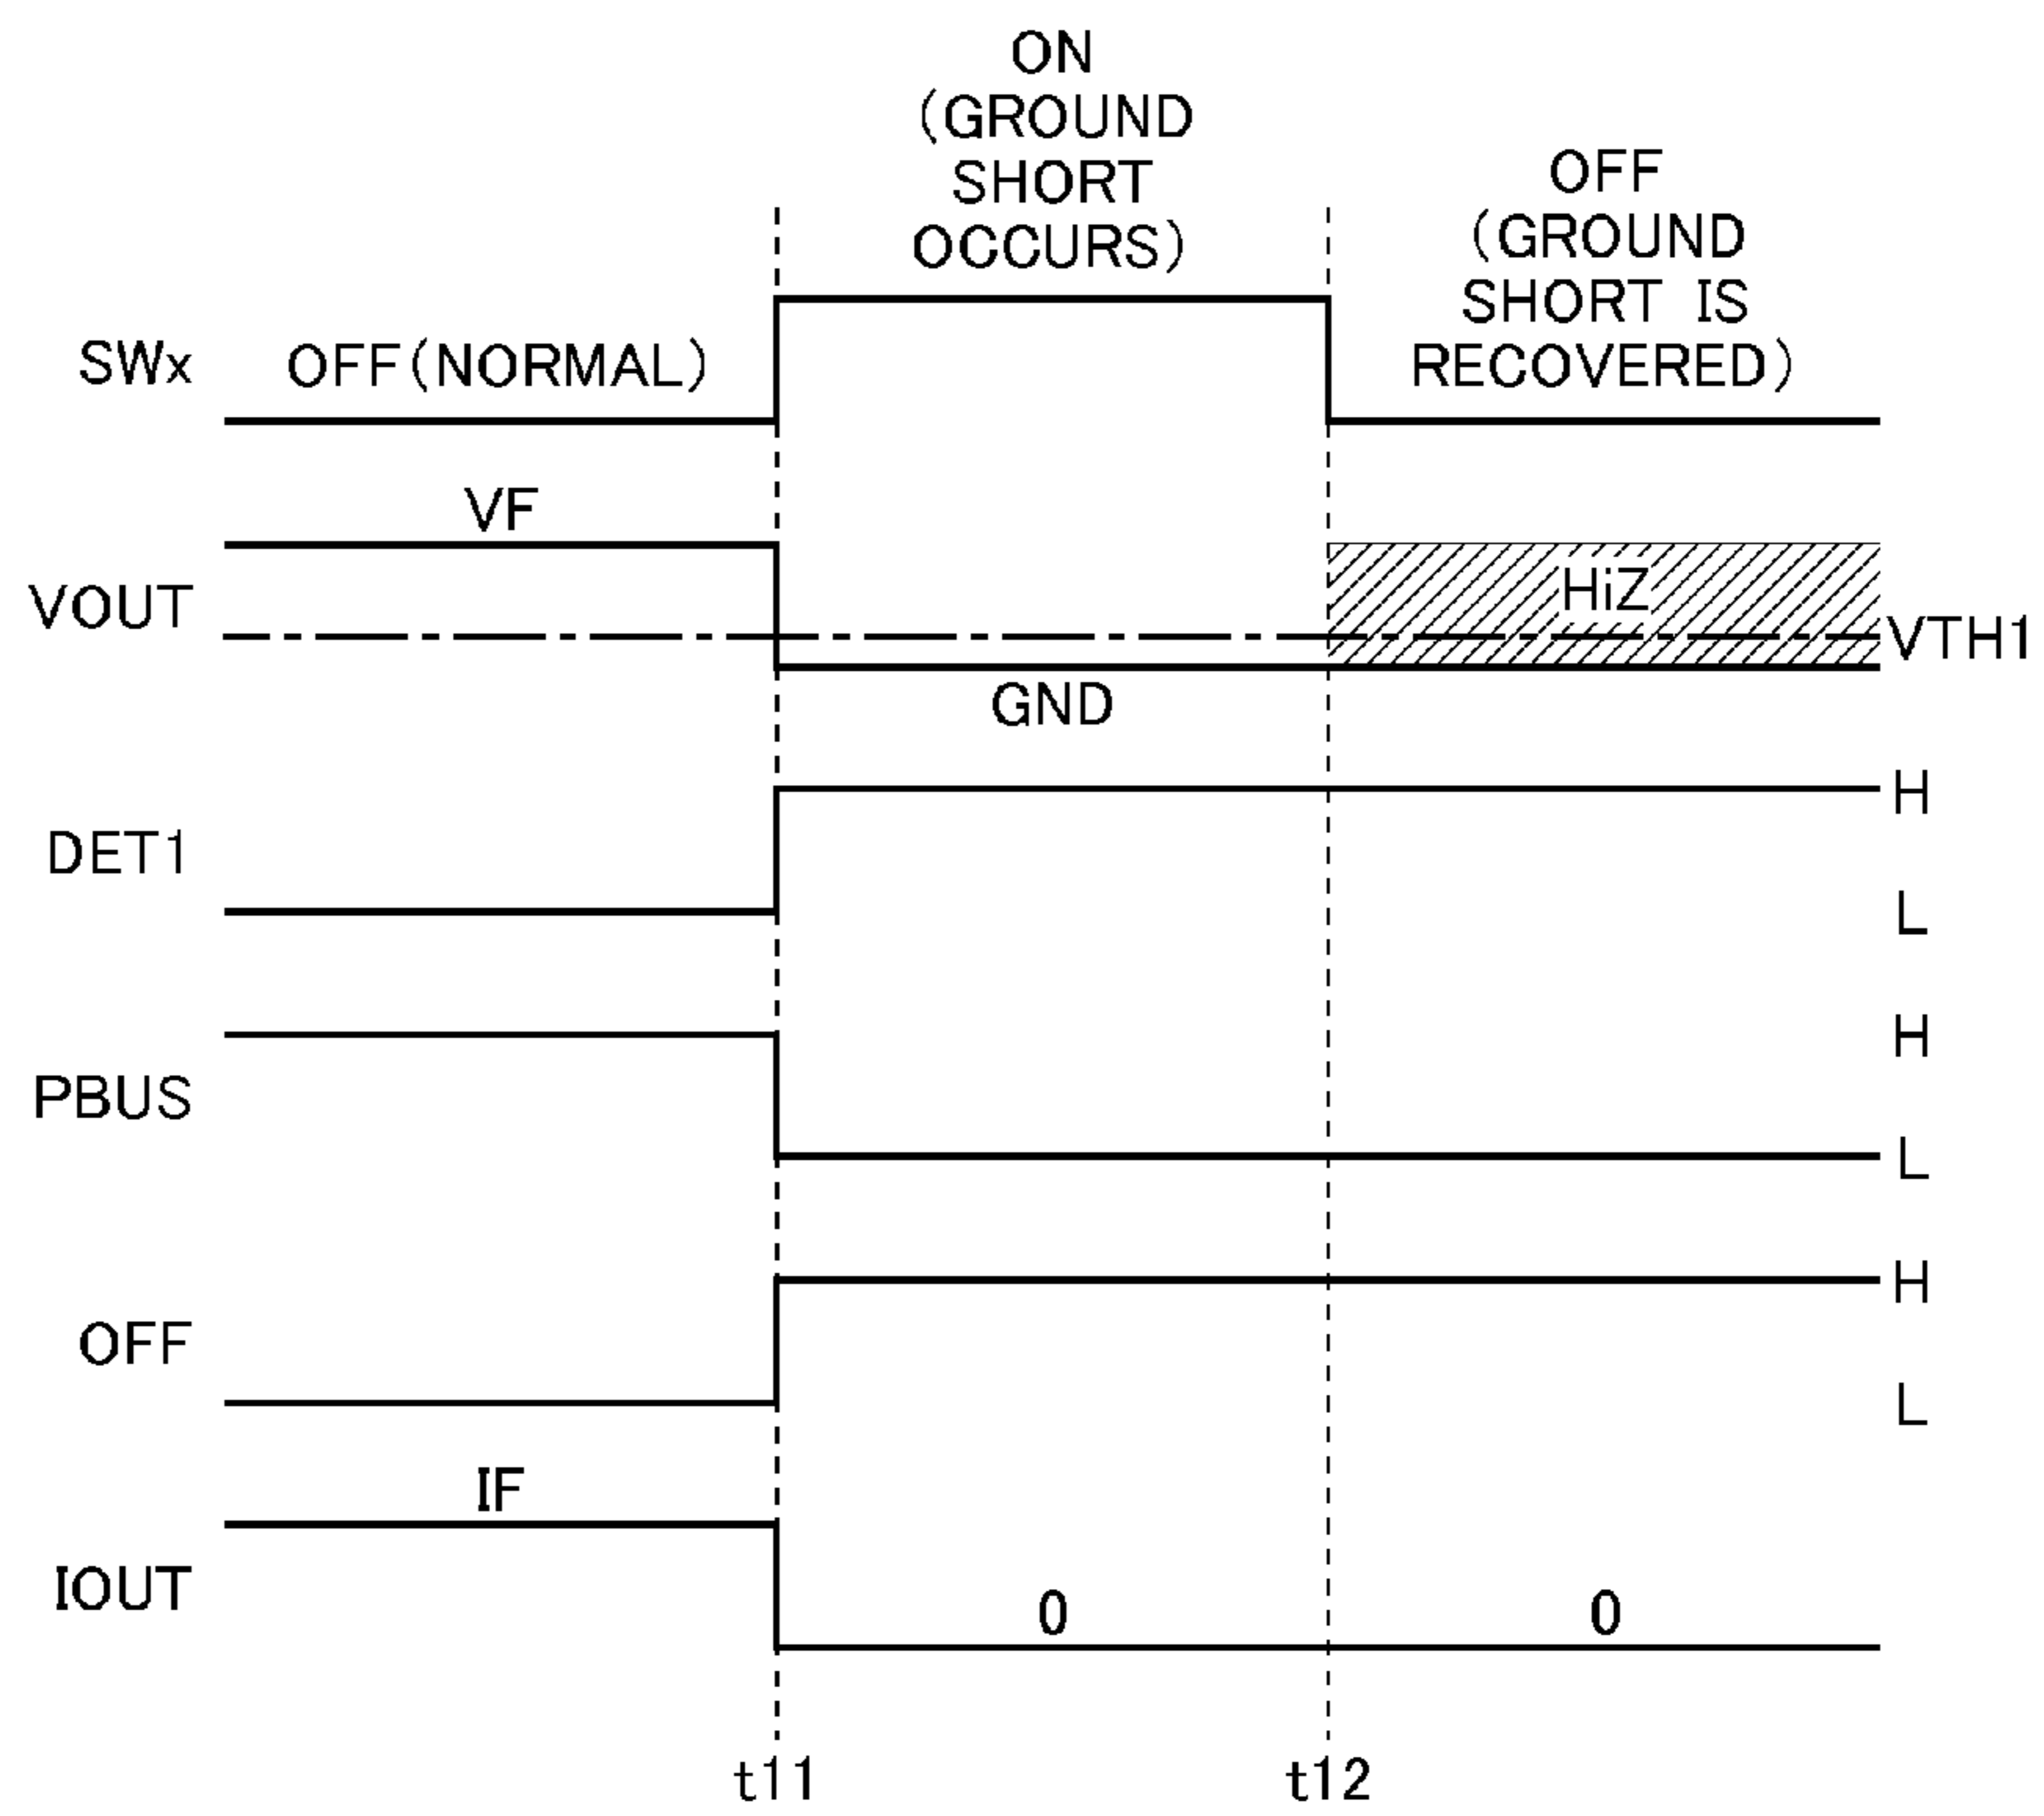 ON
(GROUND
SHORT
OCCURS)
OFF
(GROUND
SHORT IS
RECOVERED)
SWx
OFF(NORMAL)
VF
VOUT
HiZ
VTH1
GND
DET1
H
L
PBUS
H
L
OFF
H
L
IF
IOUT
0
0
t11
t12